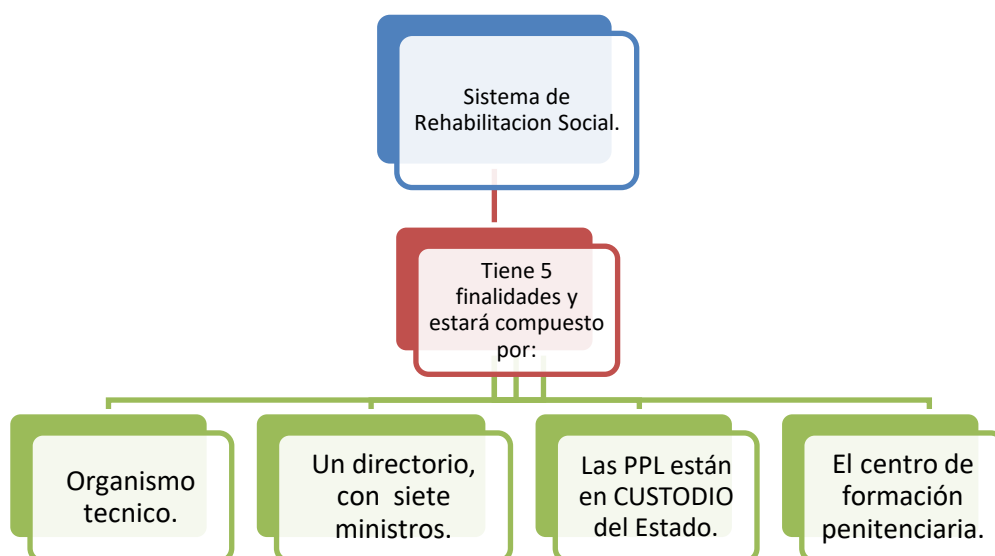 Sistema de
Rehabilitacion Social.
Tiene 5
finalidades y
estará compuesto
por:
Organismo
tecnico.
Un directorio,
con siete
ministros.
Las PPL están
en CUSTODIO
del Estado.
El centro de
formación
penitenciaria.